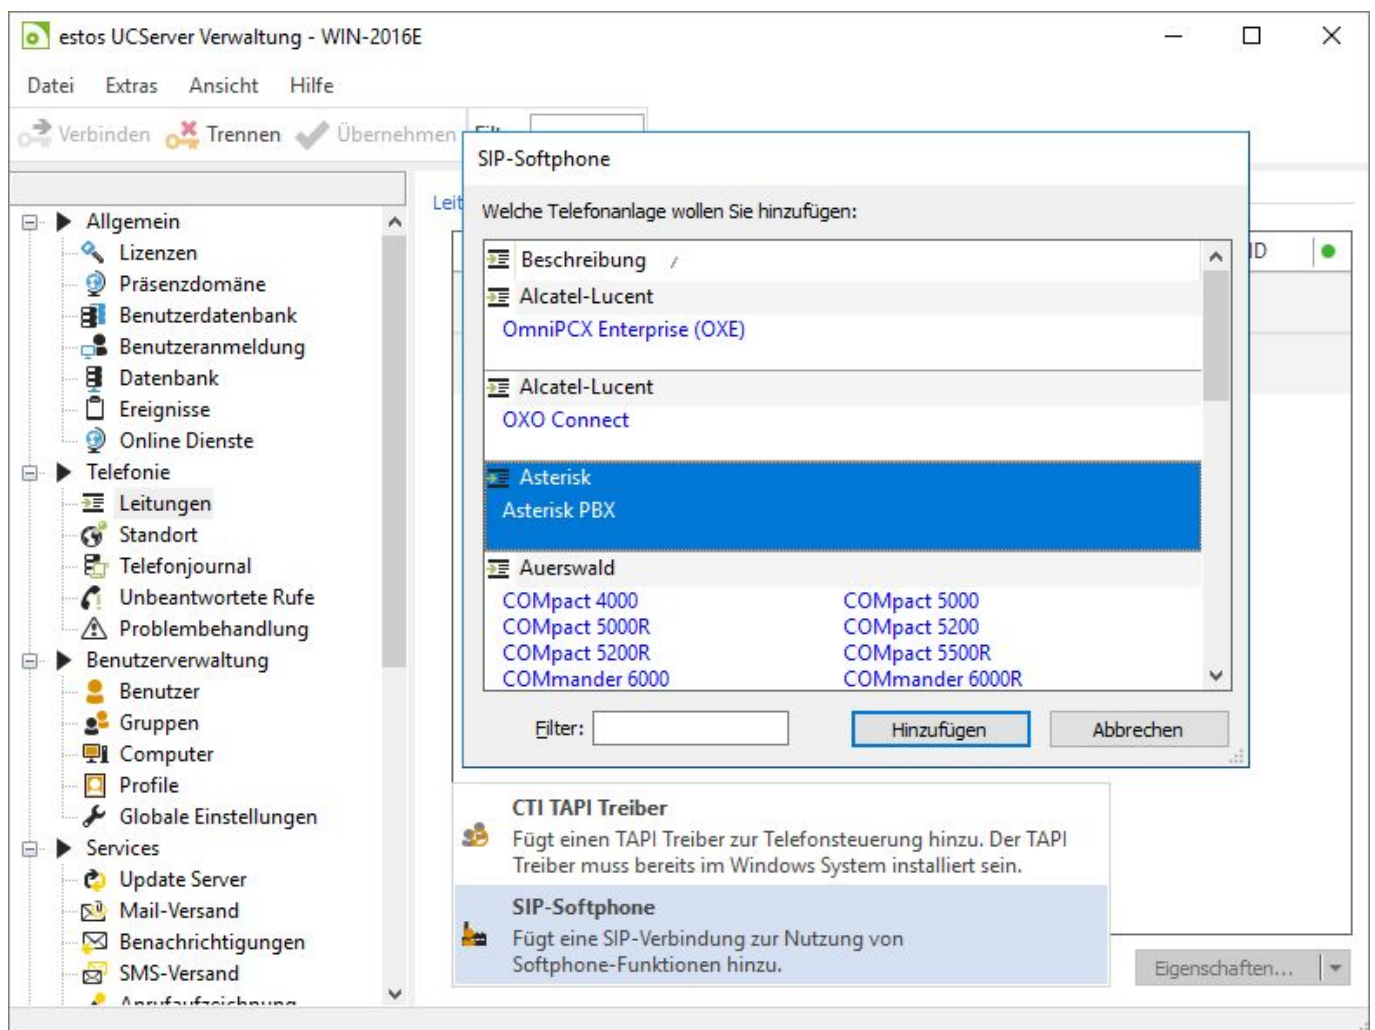 estos UCServer Verwaltung - WIN-2016E
Datei Extras Ansicht Hilfe
Verbinden Trennen Übernehmen
SIP-Softphone
Welche Telefonanlage wollen Sie hinzufügen:
Beschreibung
Alcatel-Lucent
OmniPCX Enterprise (OXE)
Alcatel-Lucent
OXO Connect
Asterisk
Asterisk PBX
Auerswald
COMpact 4000 COMpact 5000
COMpact 5000R COMpact 5200
COMpact 5200R COMpact 5500R
COMmander 6000 COMmander 6000R
Filter: Hinzufügen Abbrechen
Allgemein
Lizenzen
Präsenzdomäne
Benutzerdatenbank
Benutzeranmeldung
Datenbank
Ereignisse
Online Dienste
Telefonie
Leitungen
Standort
Telefonjournal
Unbeantwortete Rufe
Problembehandlung
Benutzerverwaltung
Benutzer
Gruppen
Computer
Profile
Globale Einstellungen
Services
Update Server
Mail-Versand
Benachrichtigungen
SMS-Versand
Anrufaufzeichnung
CTI TAPI Treiber
Fügt einen TAPI Treiber zur Telefonsteuerung hinzu. Der TAPI
Treiber muss bereits im Windows System installiert sein.
SIP-Softphone
Fügt eine SIP-Verbindung zur Nutzung von
Softphone-Funktionen hinzu.
Eigenschaften...